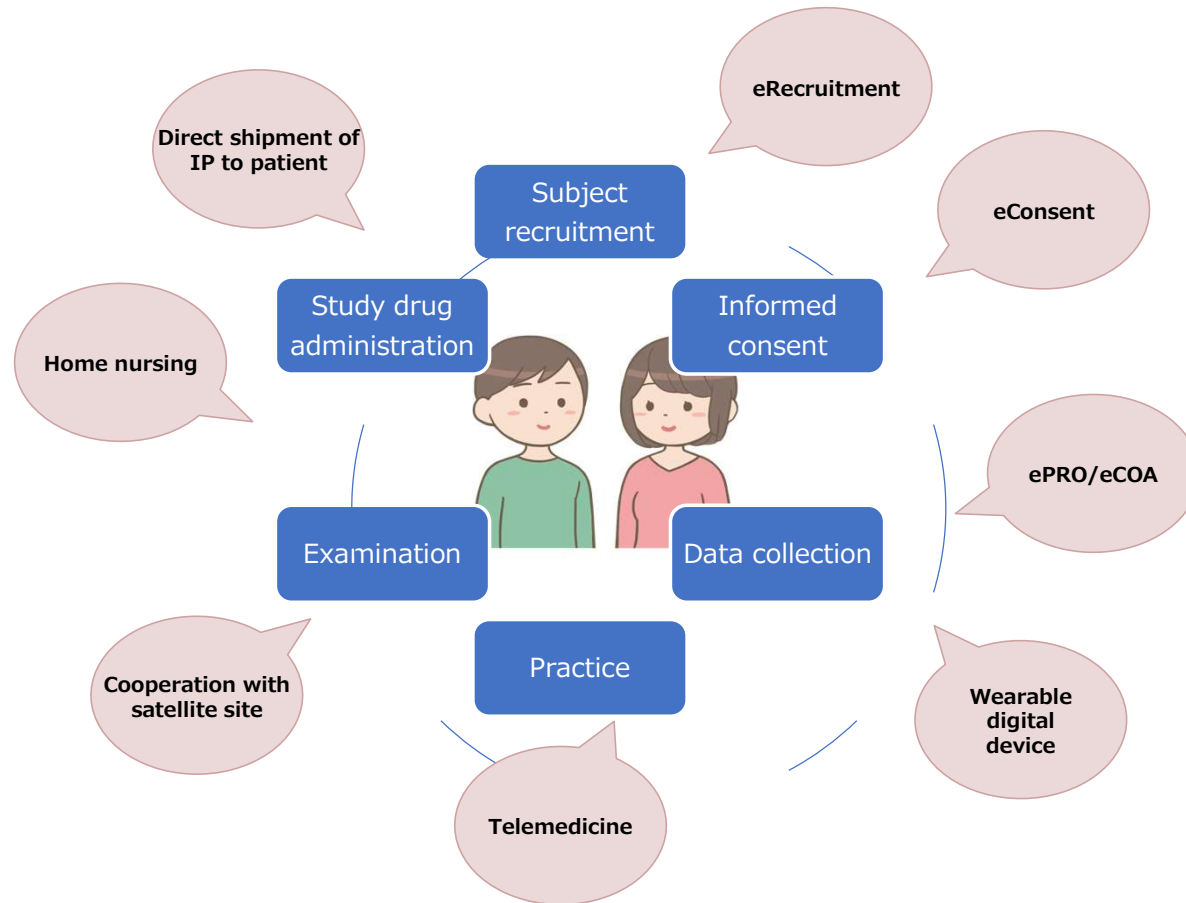 eRecruitment
Direct shipment of
IP to patient
Subject
recruitment
eConsent
Study drug
administration
Informed
consent
Home nursing
ePRO/eCOA
Examination
Data collection
Practice
Cooperation with
satellite site
Wearable
digital
device
Telemedicine